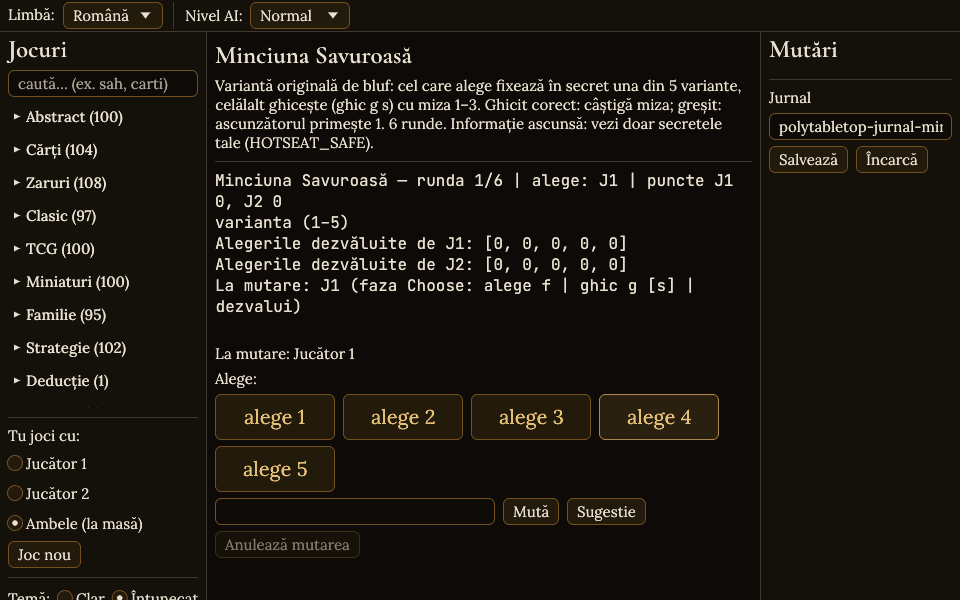 Limbă: Română Nivel AI: Normal
Jocuri
caută... (ex. sah, carti)
Abstract (100)
Cărți (104)
Zaruri (108)
Clasic (97)
TCG (100)
Miniaturi (100)
Familie (95)
Strategie (102)
Deducție (1)
Tu joci cu:
Jucător 1
Jucător 2
Ambele (la masă)
Joc nou
Temă: Clar Întunecat
Minciuna Savuroasă
Variantă originală de bluf: cel care alege fixează în secret una din 5 variante,
celălalt ghicește (ghic g s) cu miza 1–3. Ghicit corect: câștigă miza; greșit:
ascunzătorul primește 1. 6 runde. Informație ascunsă: vezi doar secretele
tale (HOTSEAT_SAFE).
Minciuna Savuroasă — runda 1/6 | alege: J1 | puncte J1
0, J2 0
varianta (1–5)
Alegerile dezvăluite de J1: [0, 0, 0, 0, 0]
Alegerile dezvăluite de J2: [0, 0, 0, 0, 0]
La mutare: J1 (faza Choose: alege f | ghic g [s] |
dezvalui)
La mutare: Jucător 1
Alege:
alege 1 alege 2 alege 3 alege 4
alege 5
Mută Sugestie
Anulează mutarea
Mutări
Jurnal
polytabletop-jurnal-mi
Salvează Încarcă